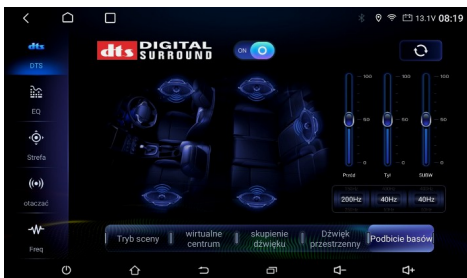 13.1V 08:19
dts
DTS
dts DIGITAL
SURROUND
ON
EQ
Strefa
otaczać
Freq
100 100 100
50 50 50
0 0 0
Przód Tył SUBW
200Hz 40Hz 40Hz
Tryb sceny
wirtualne
centrum
skupienie
dźwięku
Dźwięk
przestrzenny
Podbicie basów